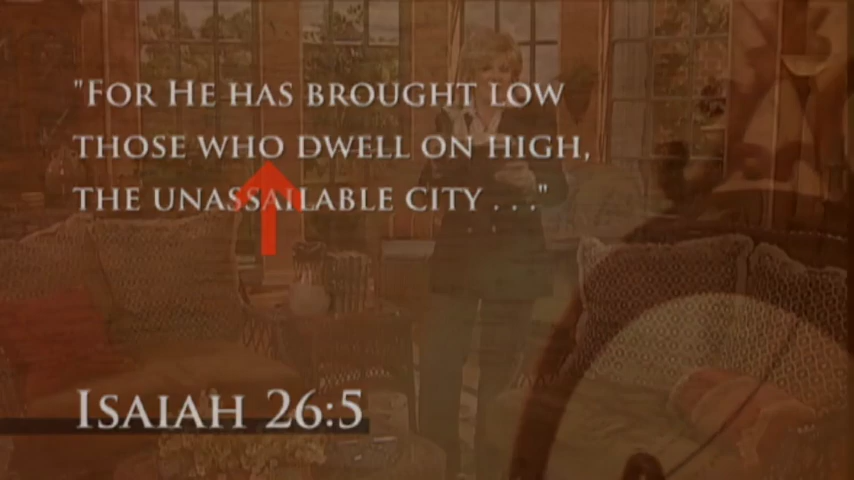 "For He has brought low
those who dwell on high,
the unassailable city . . ."
Isaiah 26:5